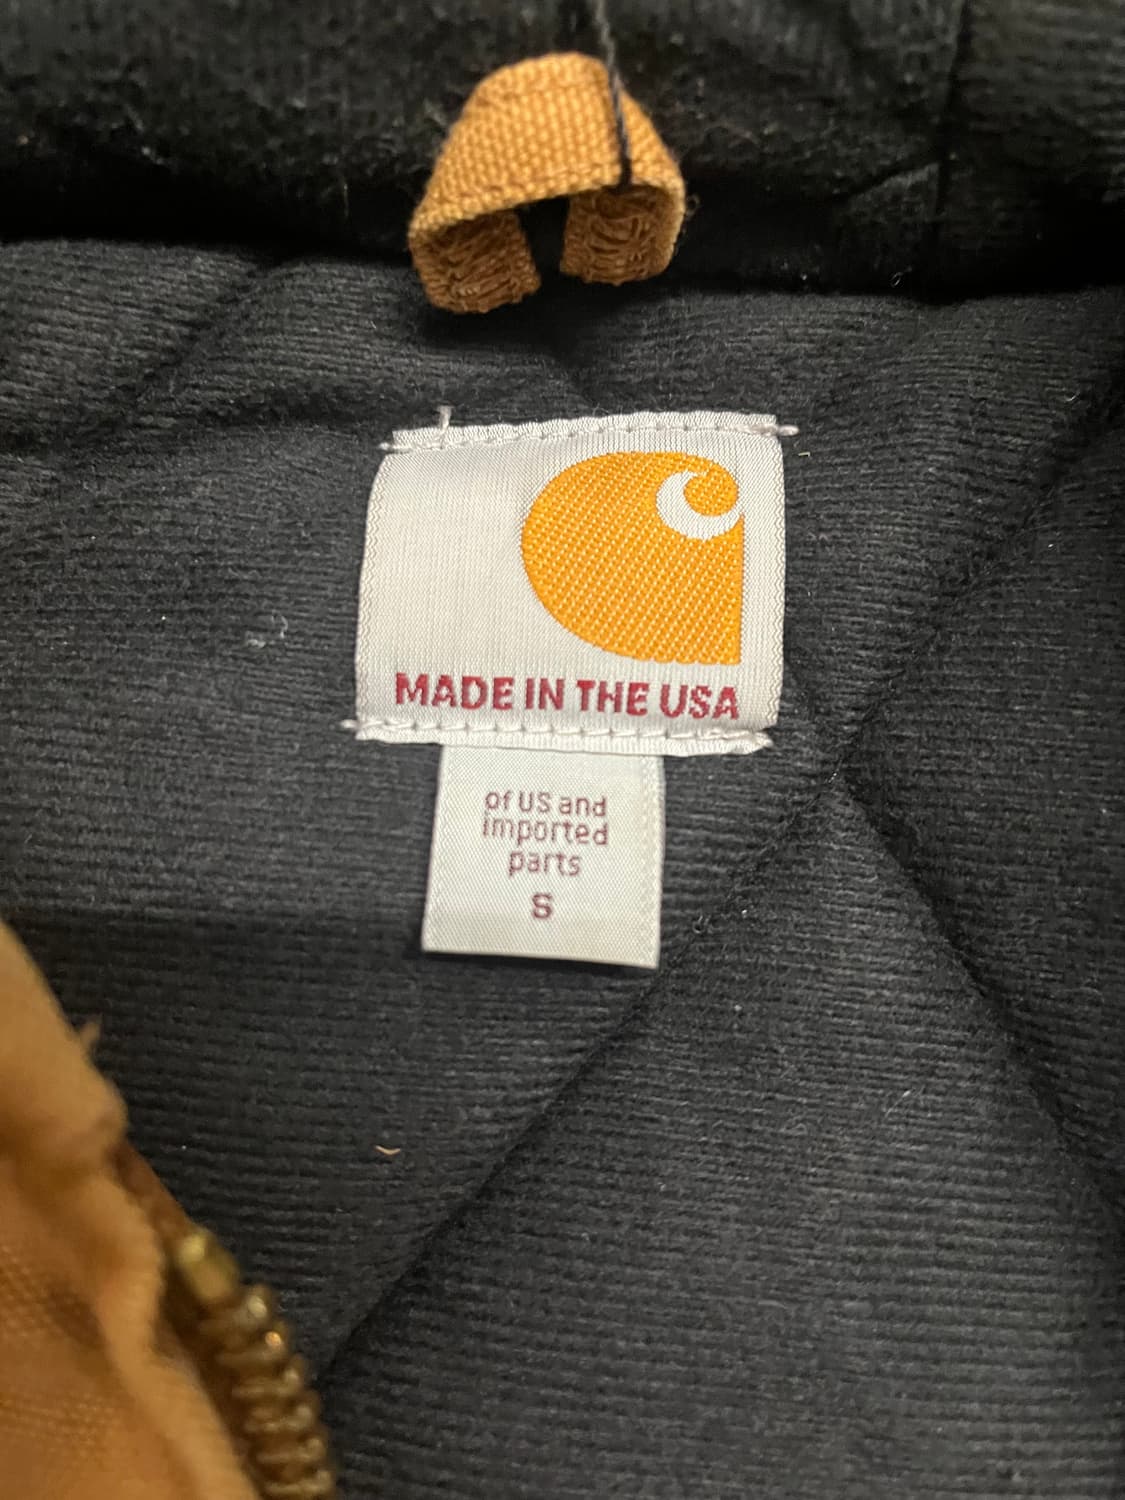 MADE IN THE USA
of US and
imported
parts
S